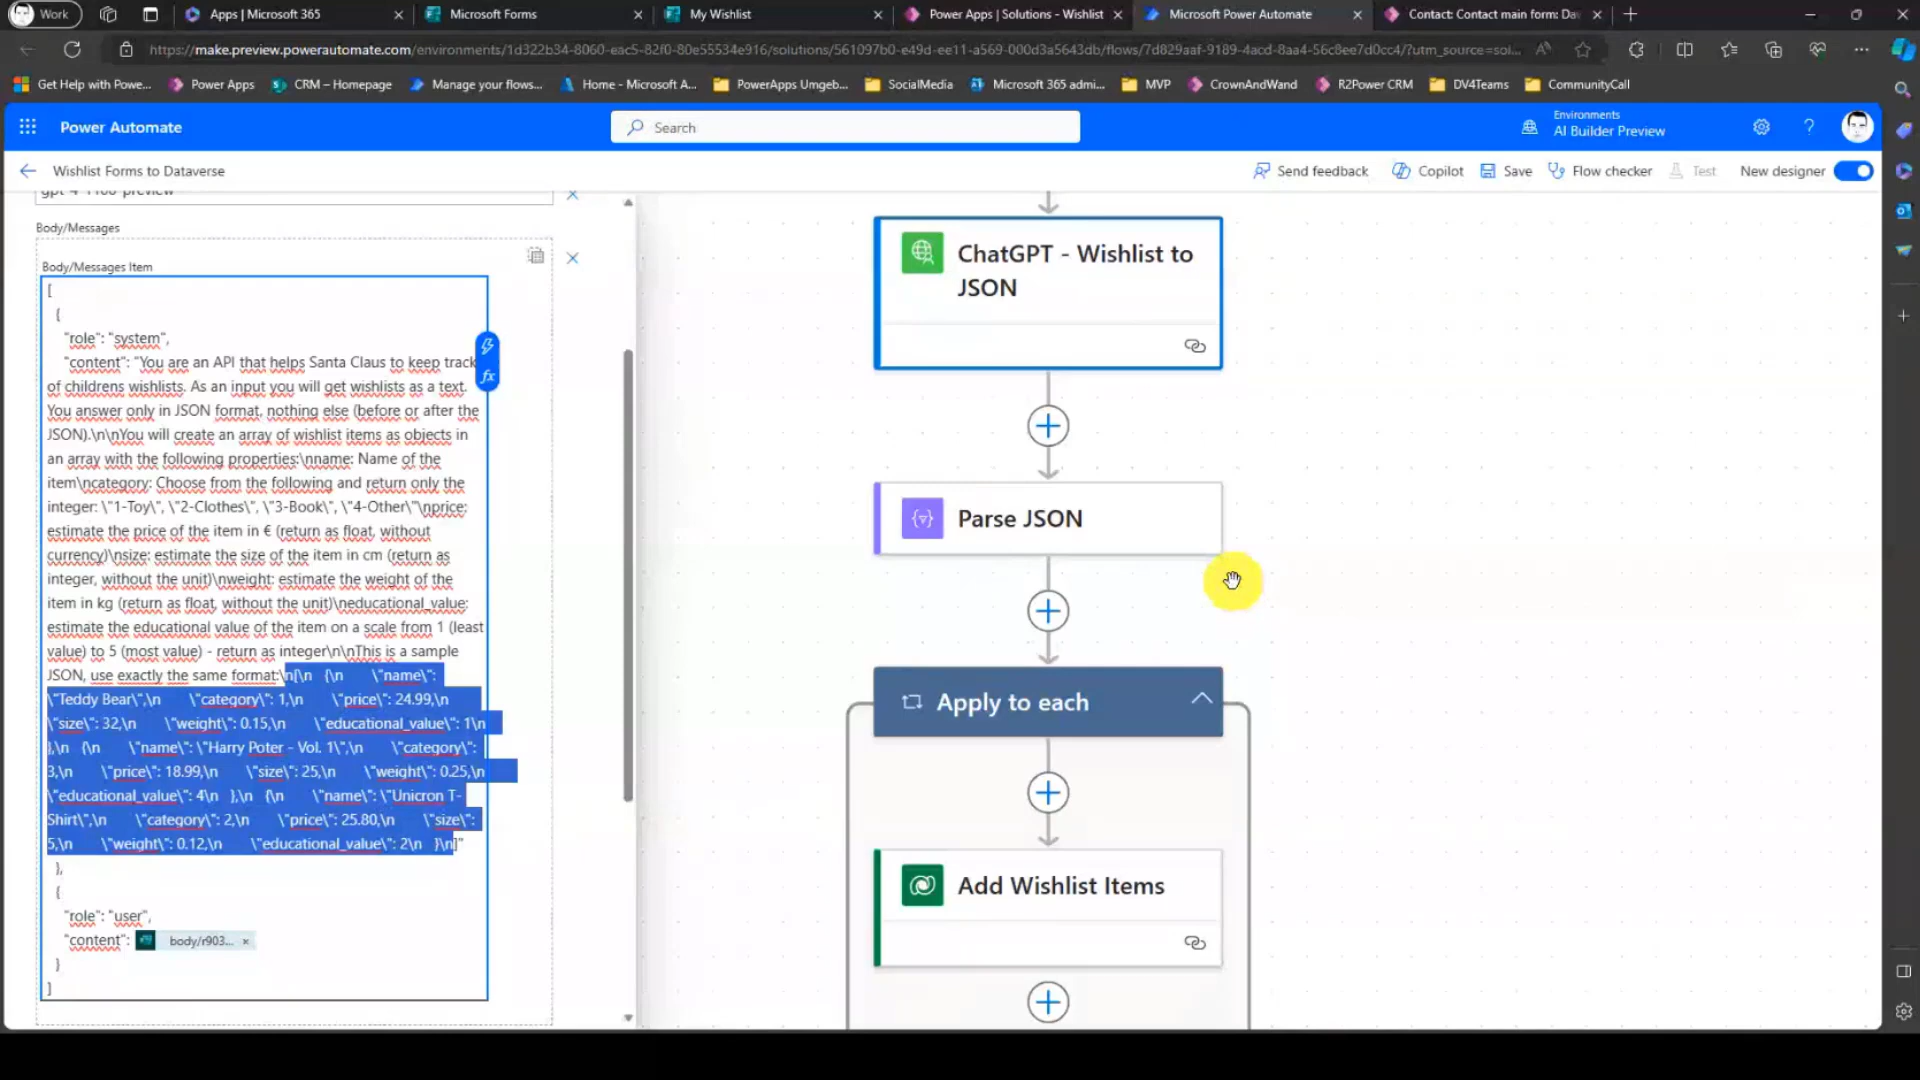 Work
Apps | Microsoft 365
Microsoft Forms
My Wishlist
Power Apps | Solutions - Wishlist
Microsoft Power Automate
Contact: Contact main form: Da
https://make.preview.powerautomate.com/environments/1d322b34-8060-eac5-82f0-80e55534e916/solutions/561097b0-e49d-ee11-a569-000d3a5643db/flows/7d829aaf-9189-4acd-8aa4-56c8ee7d0cc4/?utm_source=sol...
Get Help with Powe...
Power Apps
CRM – Homepage
Manage your flows...
Home - Microsoft A...
PowerApps Umgeb...
SocialMedia
Microsoft 365 admi...
MVP
CrownAndWand
R2Power CRM
DV4Teams
CommunityCall
Power Automate
Search
Environments
AI Builder Preview
Wishlist Forms to Dataverse
Send feedback
Copilot
Save
Flow checker
Test
New designer
gpt-4-1106-preview
Body/Messages
Body/Messages Item
[
{
"role": "system",
"content": "You are an API that helps Santa Claus to keep track
of childrens wishlists. As an input you will get wishlists as a text.
You answer only in JSON format, nothing else (before or after the
JSON).\n\nYou will create an array of wishlist items as objects in
an array with the following properties:\nname: Name of the
item\ncategory: Choose from the following and return only the
integer: \"1-Toy\", \"2-Clothes\", \"3-Book\", \"4-Other\"\nprice:
estimate the price of the item in € (return as float, without
currency)\nsize: estimate the size of the item in cm (return as
integer, without the unit)\nweight: estimate the weight of the
item in kg (return as float, without the unit)\neducational_value:
estimate the educational value of the item on a scale from 1 (least
value) to 5 (most value) - return as integer\n\nThis is a sample
JSON, use exactly the same format:\n[\n {\n \"name\":
\"Teddy Bear\",\n \"category\": 1,\n \"price\": 24.99,\n
\"size\": 32,\n \"weight\": 0.15,\n \"educational_value\": 1\n
},\n {\n \"name\": \"Harry Poter - Vol. 1\",\n \"category\":
3,\n \"price\": 18.99,\n \"size\": 25,\n \"weight\": 0.25,\n
\"educational_value\": 4\n },\n {\n \"name\": \"Unicron T-
Shirt\",\n \"category\": 2,\n \"price\": 25.80,\n \"size\":
5,\n \"weight\": 0.12,\n \"educational_value\": 2\n }\n]"
},
{
"role": "user",
"content": body/r903...
}
]
fx
ChatGPT - Wishlist to
JSON
Parse JSON
Apply to each
Add Wishlist Items